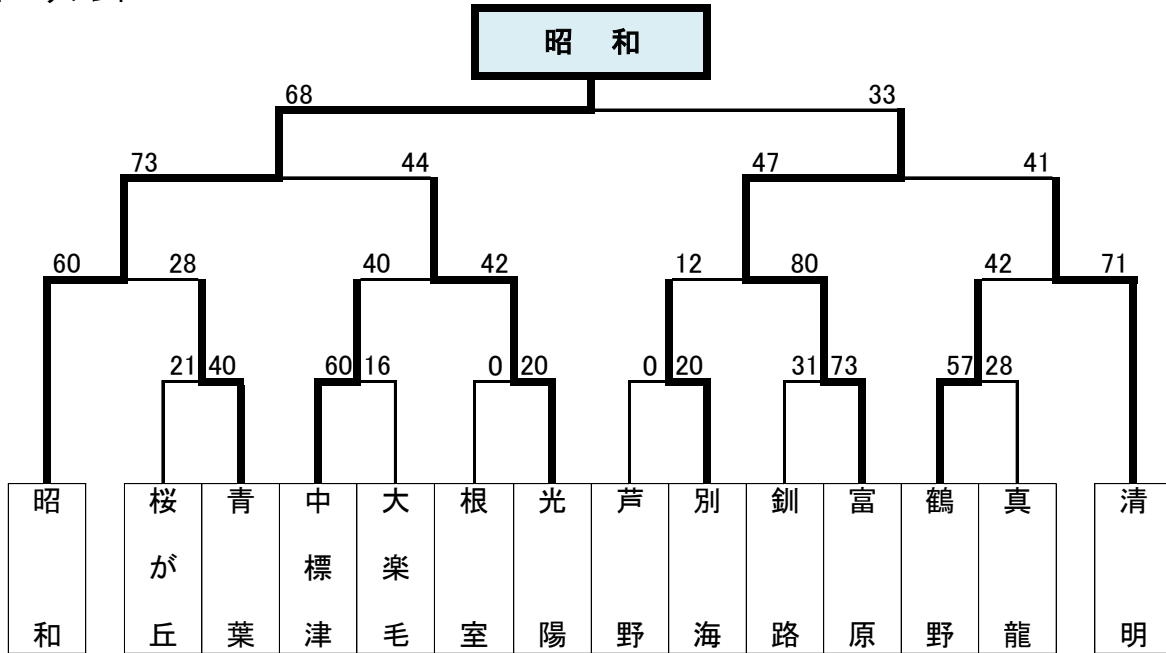 昭和
68 33
73 44 47 41
60 28 40 42 12 80 42 71
21 40 60 16 0 20 0 20 31 73 57 28
昭和
桜が丘
青葉
中標津
大楽毛
根室
光陽
芦野
別海
釧路
富原
鶴野
真龍
清明